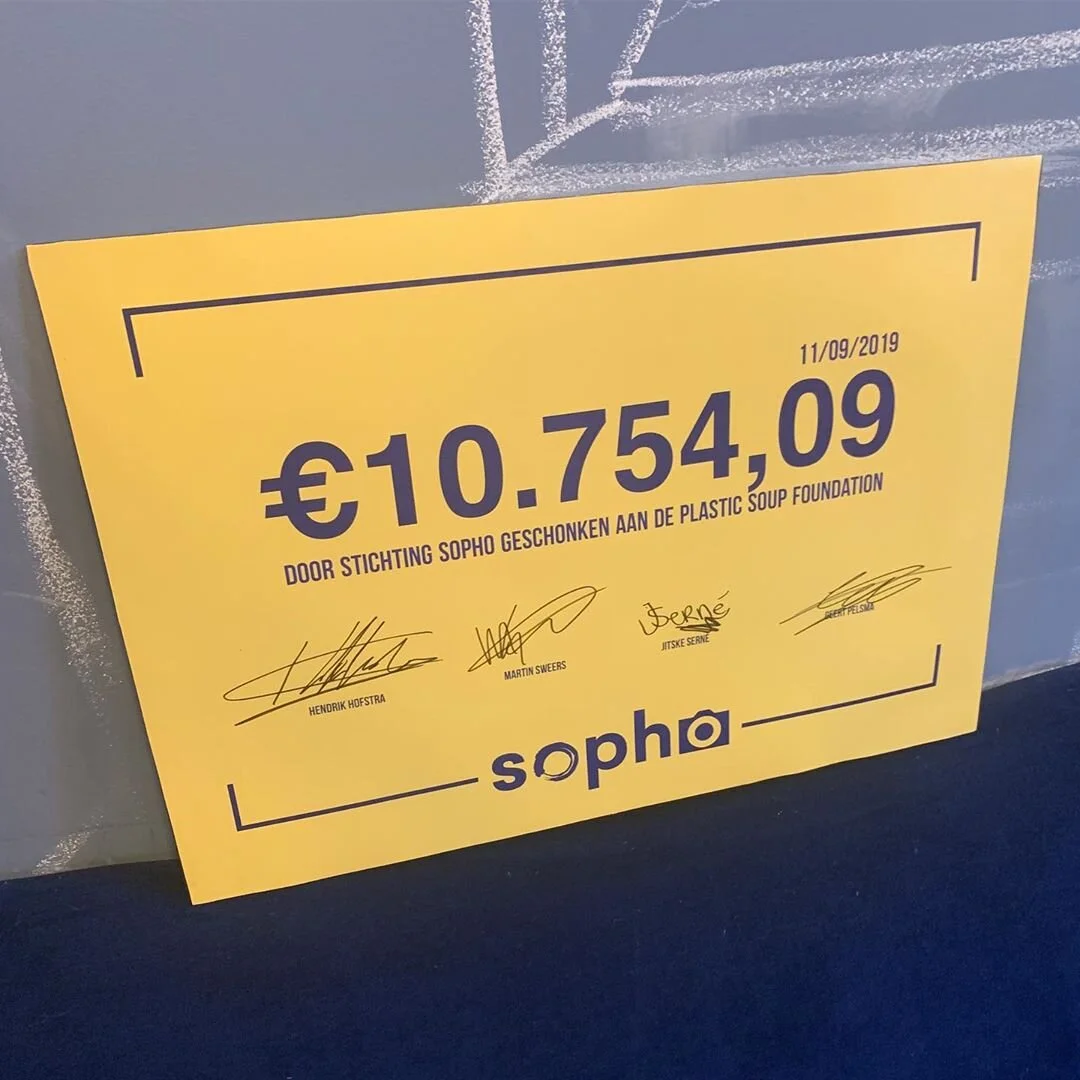 11/09/2019
€10.754,09
DOOR STICHTING SOPHO GESCHONKEN AAN DE PLASTIC SOUP FOUNDATION
JSerné
HENDRIK HOFSTRA
MARTIN SWEERS
JITSKE SERNÉ
GEERT PELSMA
sopho